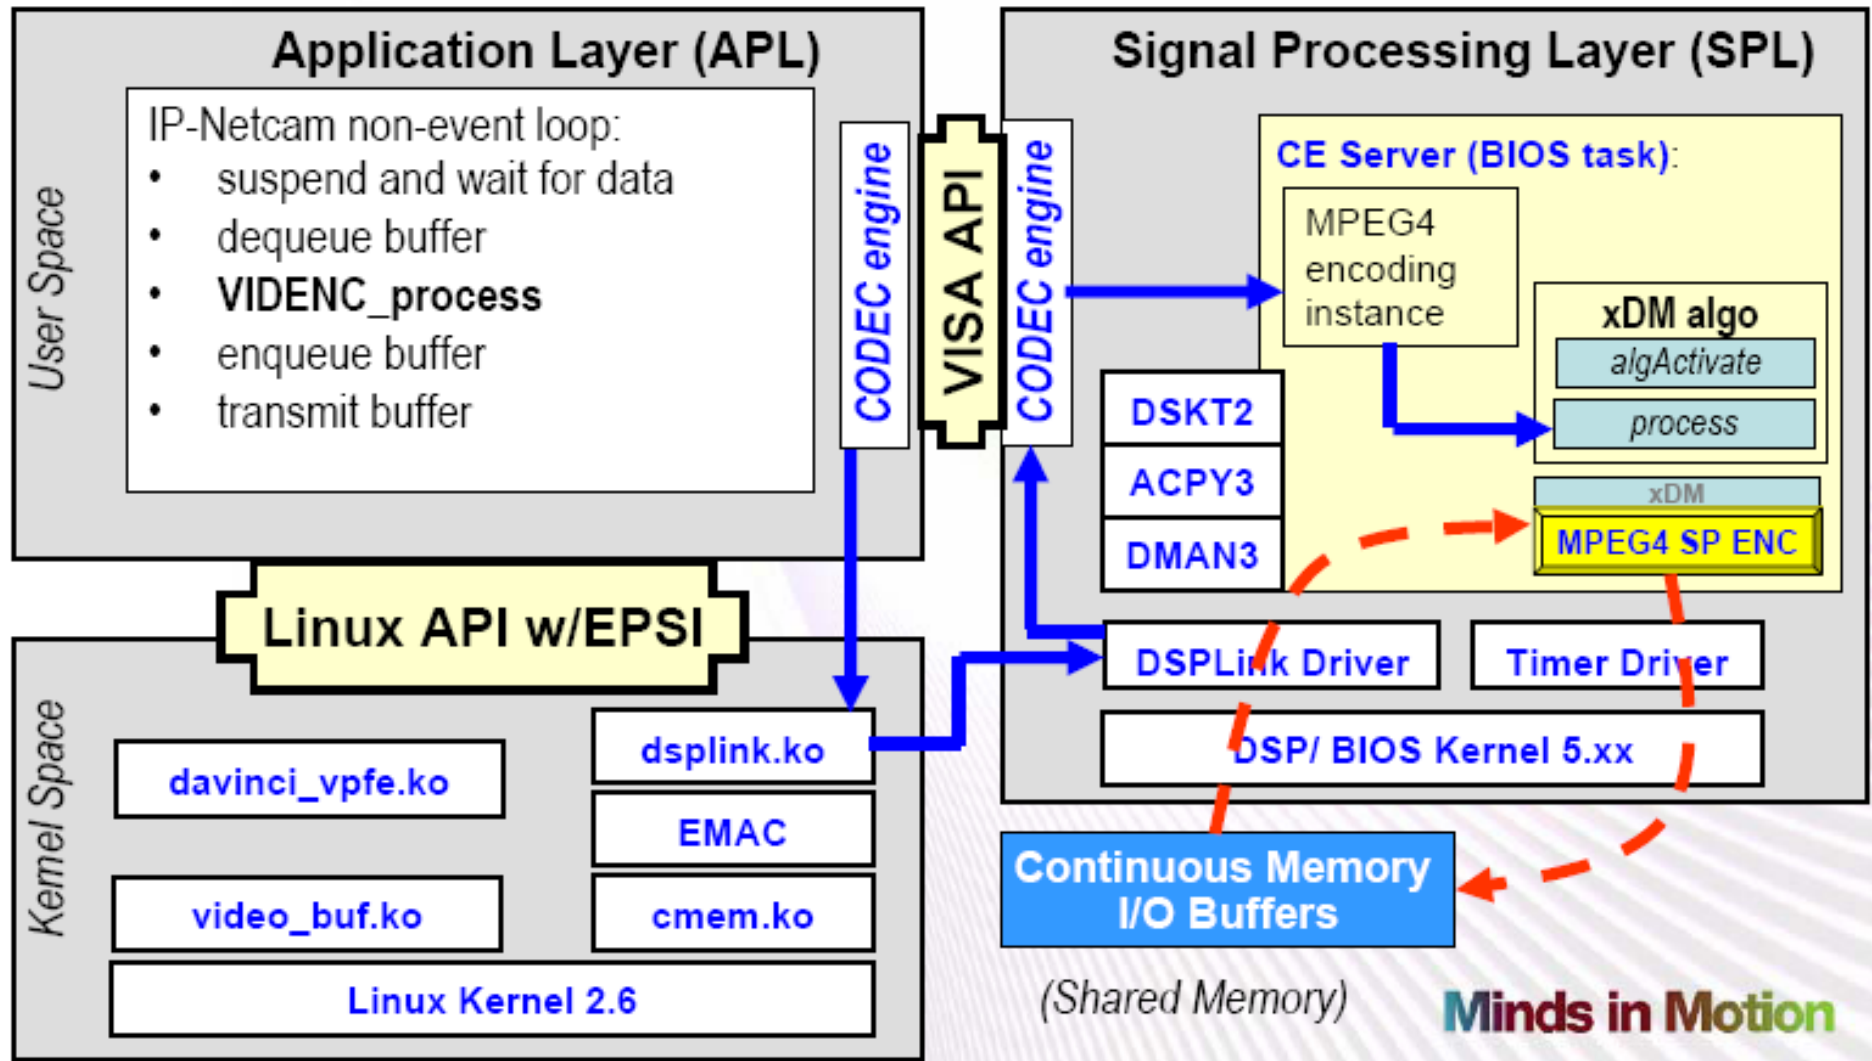 Application Layer (APL)
User Space
IP-Netcam non-event loop:
• suspend and wait for data
• dequeue buffer
• VIDENC_process
• enqueue buffer
• transmit buffer
CODEC engine
VISA API
Linux API w/EPSI
Kernel Space
davinci_vpfe.ko
video_buf.ko
dsplink.ko
EMAC
cmem.ko
Linux Kernel 2.6
Signal Processing Layer (SPL)
CODEC engine
CE Server (BIOS task):
MPEG4
encoding
instance
xDM algo
algActivate
process
xDM
MPEG4 SP ENC
DSKT2
ACPY3
DMAN3
DSPLink Driver
Timer Driver
DSP/ BIOS Kernel 5.xx
Continuous Memory
I/O Buffers
(Shared Memory)
Minds in Motion